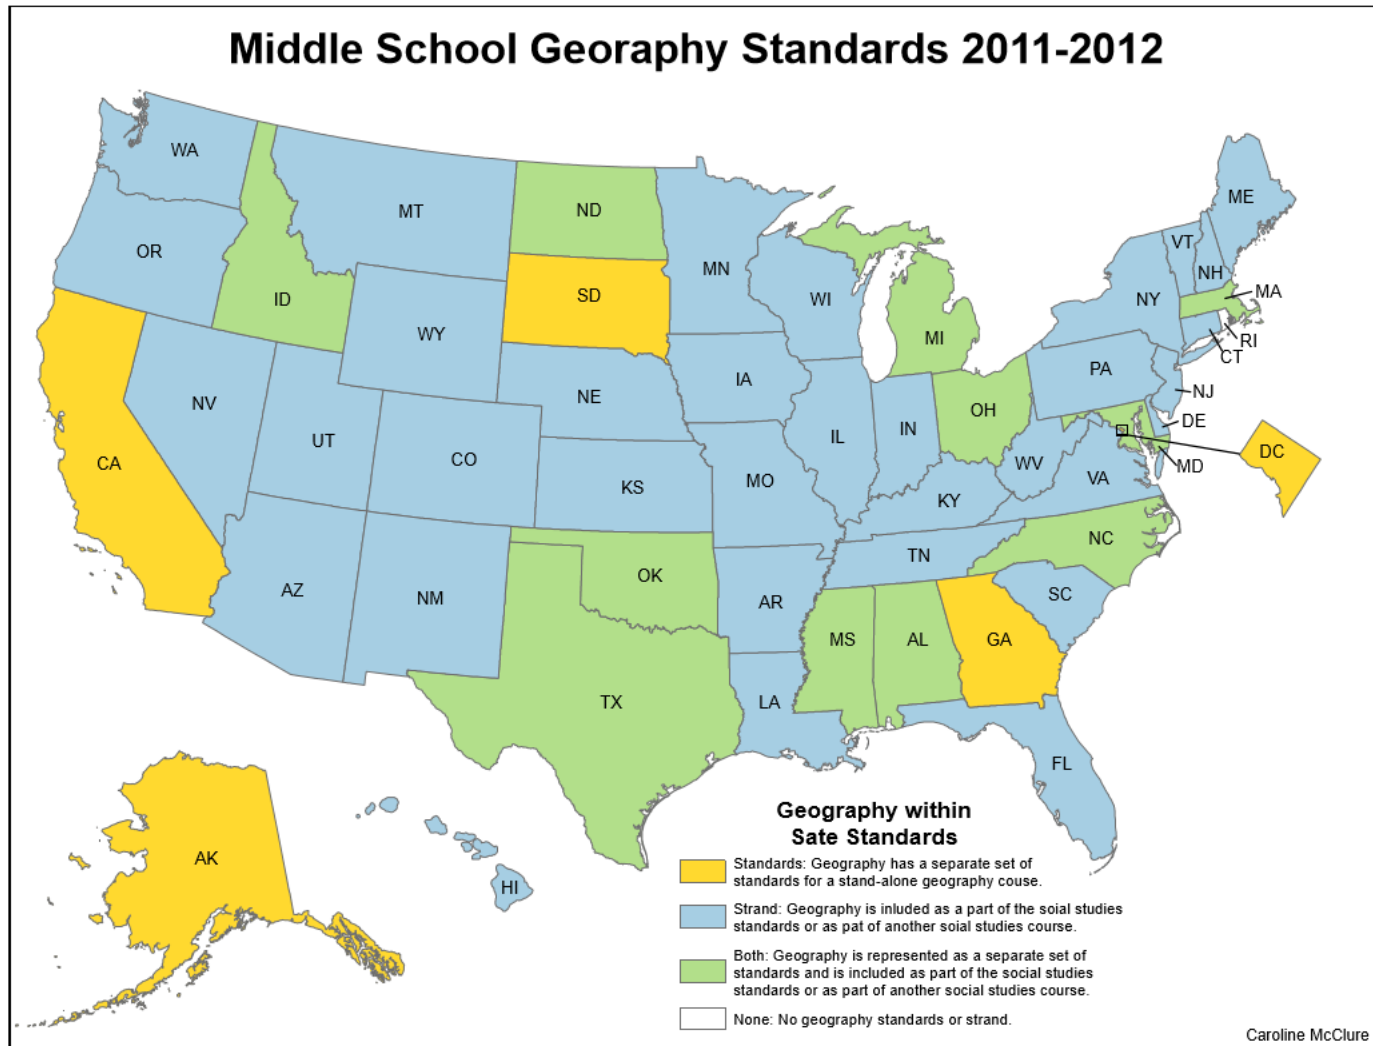 Middle School Georaphy Standards 2011-2012
WA
MT
ND
MN
ME
VT
NH
OR
ID
SD
WI
NY
MA
RI
CT
WY
MI
PA
NJ
IA
NE
OH
DE
NV
UT
CO
IL
IN
WV
MD
DC
CA
KS
MO
KY
VA
NC
TN
OK
AZ
NM
AR
SC
MS
AL
GA
TX
LA
FL
AK
HI
Geography within
Sate Standards
Standards: Geography has a separate set of
standards for a stand-alone geography couse.
Strand: Geography is inluded as a part of the soial studies
standards or as pat of another soial studies course.
Both: Geography is represented as a separate set of
standards and is included as part of the social studies
standards or as part of another social studies course.
None: No geography standards or strand.
Caroline McClure